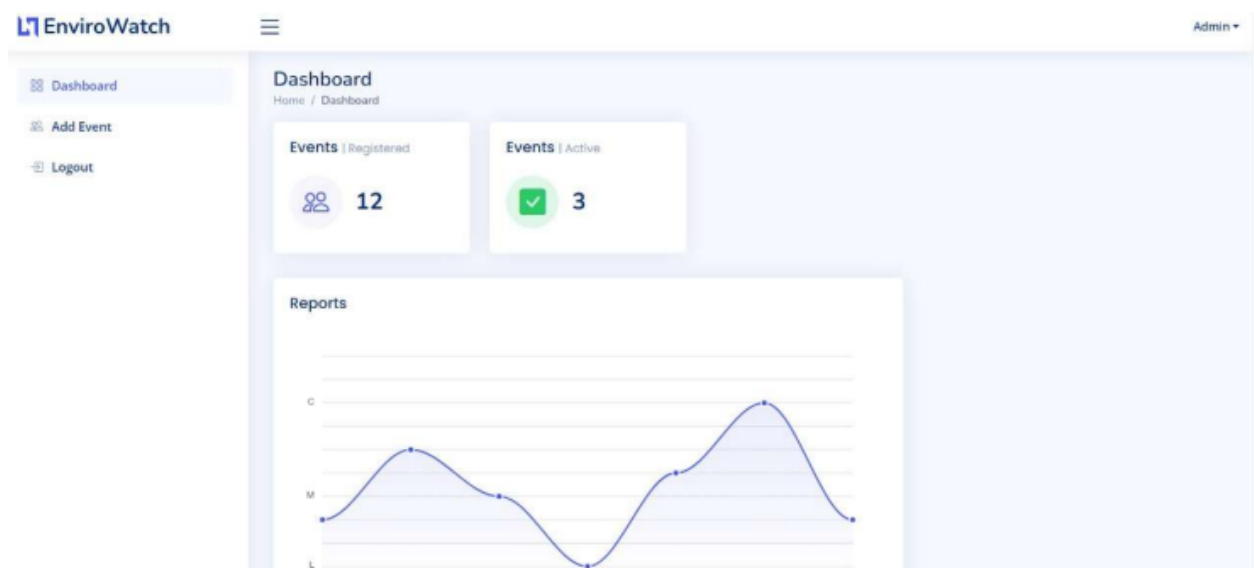 EnviroWatch
Admin
Dashboard
Add Event
Logout
Dashboard
Home / Dashboard
Events | Registered
12
Events | Active
3
Reports
C
M
L